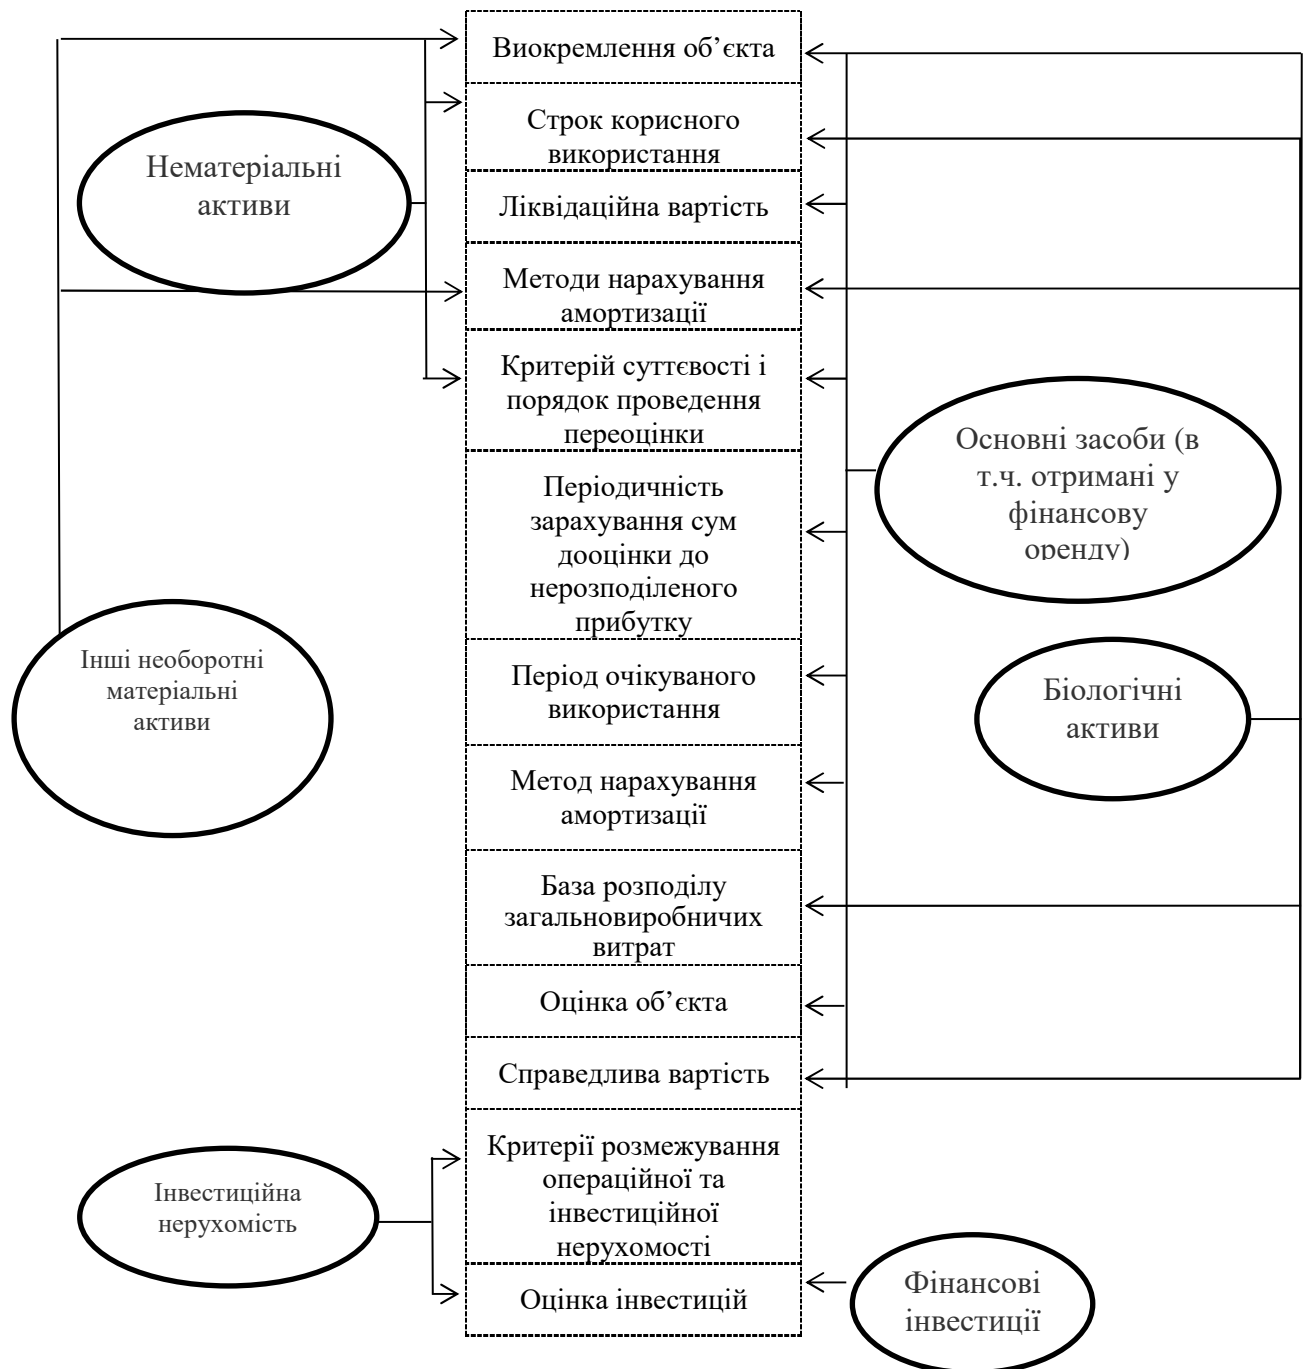 Виокремлення об’єкта
Строк корисного
використання
Ліквідаційна вартість
Методи нарахування
амортизації
Критерій суттєвості і
порядок проведення
переоцінки
Періодичність
зарахування сум
дооцінки до
нерозподіленого
прибутку
Період очікуваного
використання
Метод нарахування
амортизації
База розподілу
загальновиробничих
витрат
Оцінка об’єкта
Справедлива вартість
Критерії розмежування
операційної та
інвестиційної
нерухомості
Оцінка інвестицій
Нематеріальні
активи
Інші необоротні
матеріальні
активи
Інвестиційна
нерухомість
Основні засоби (в
т.ч. отримані у
фінансову
оренду)
Біологічні
активи
Фінансові
інвестиції